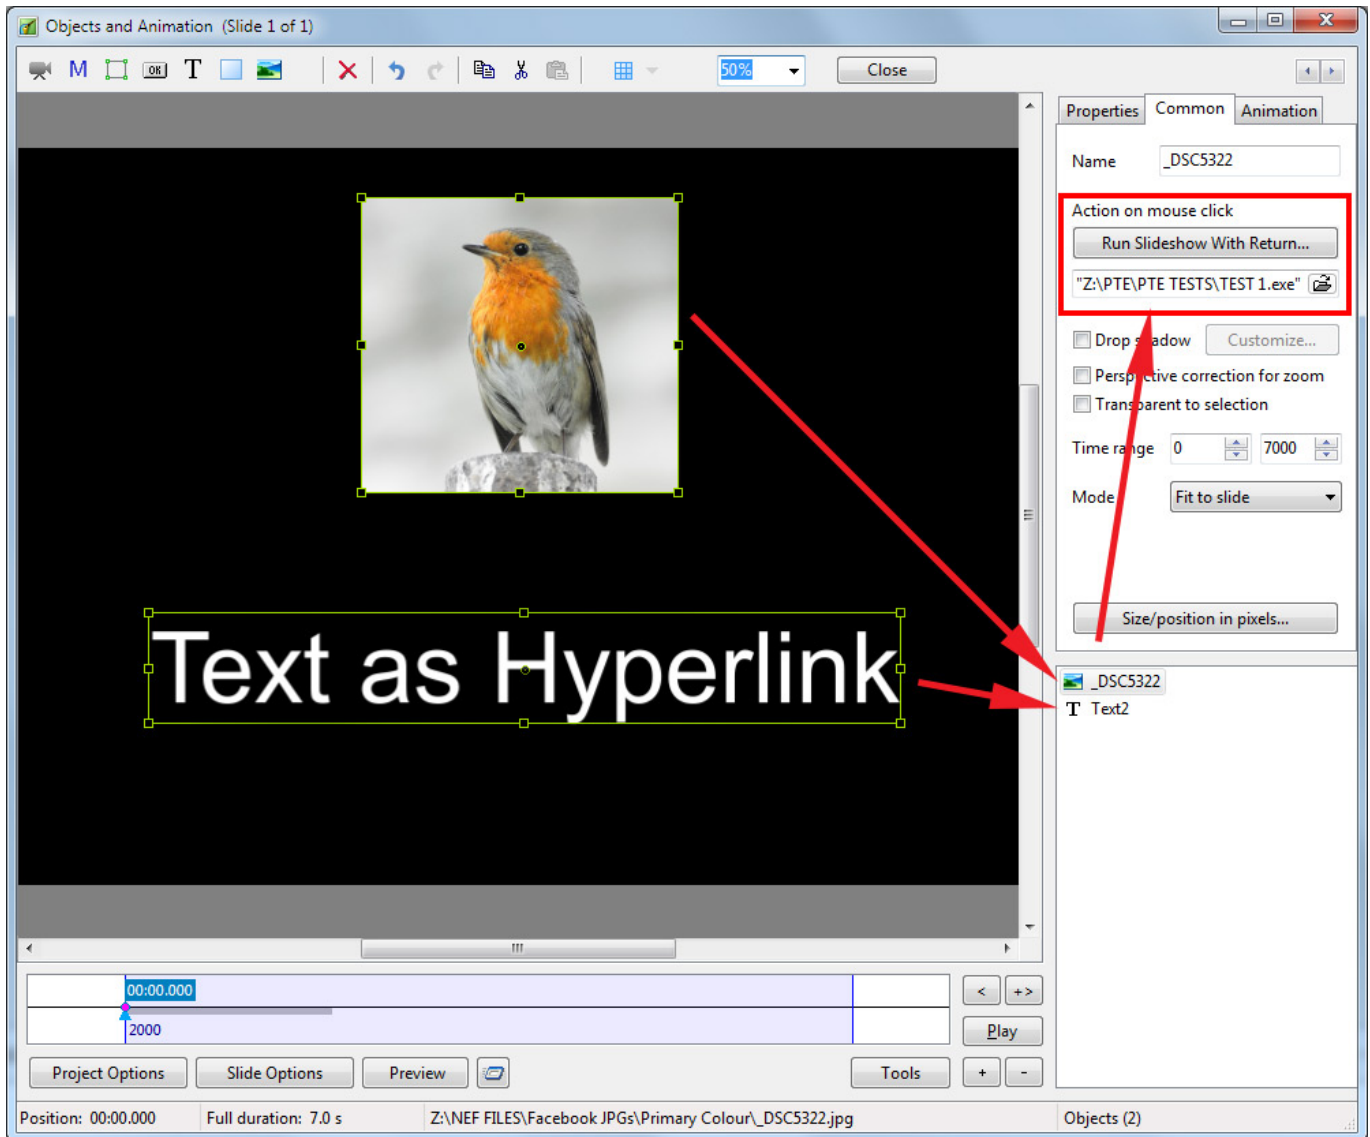 Objects and Animation (Slide 1 of 1)
M OK T 50% Close
Properties Common Animation
Name _DSC5322
Action on mouse click
Run Slideshow With Return...
"Z:\PTE\PTE TESTS\TEST 1.exe"
Drop shadow Customize...
Perspective correction for zoom
Transparent to selection
Time range 0 7000
Mode Fit to slide
Size/position in pixels...
Text as Hyperlink
_DSC5322
T Text2
00:00.000
< +>
2000
Play
Project Options Slide Options Preview Tools + -
Position: 00:00.000 Full duration: 7.0 s Z:\NEF FILES\Facebook JPGs\Primary Colour\_DSC5322.jpg Objects (2)